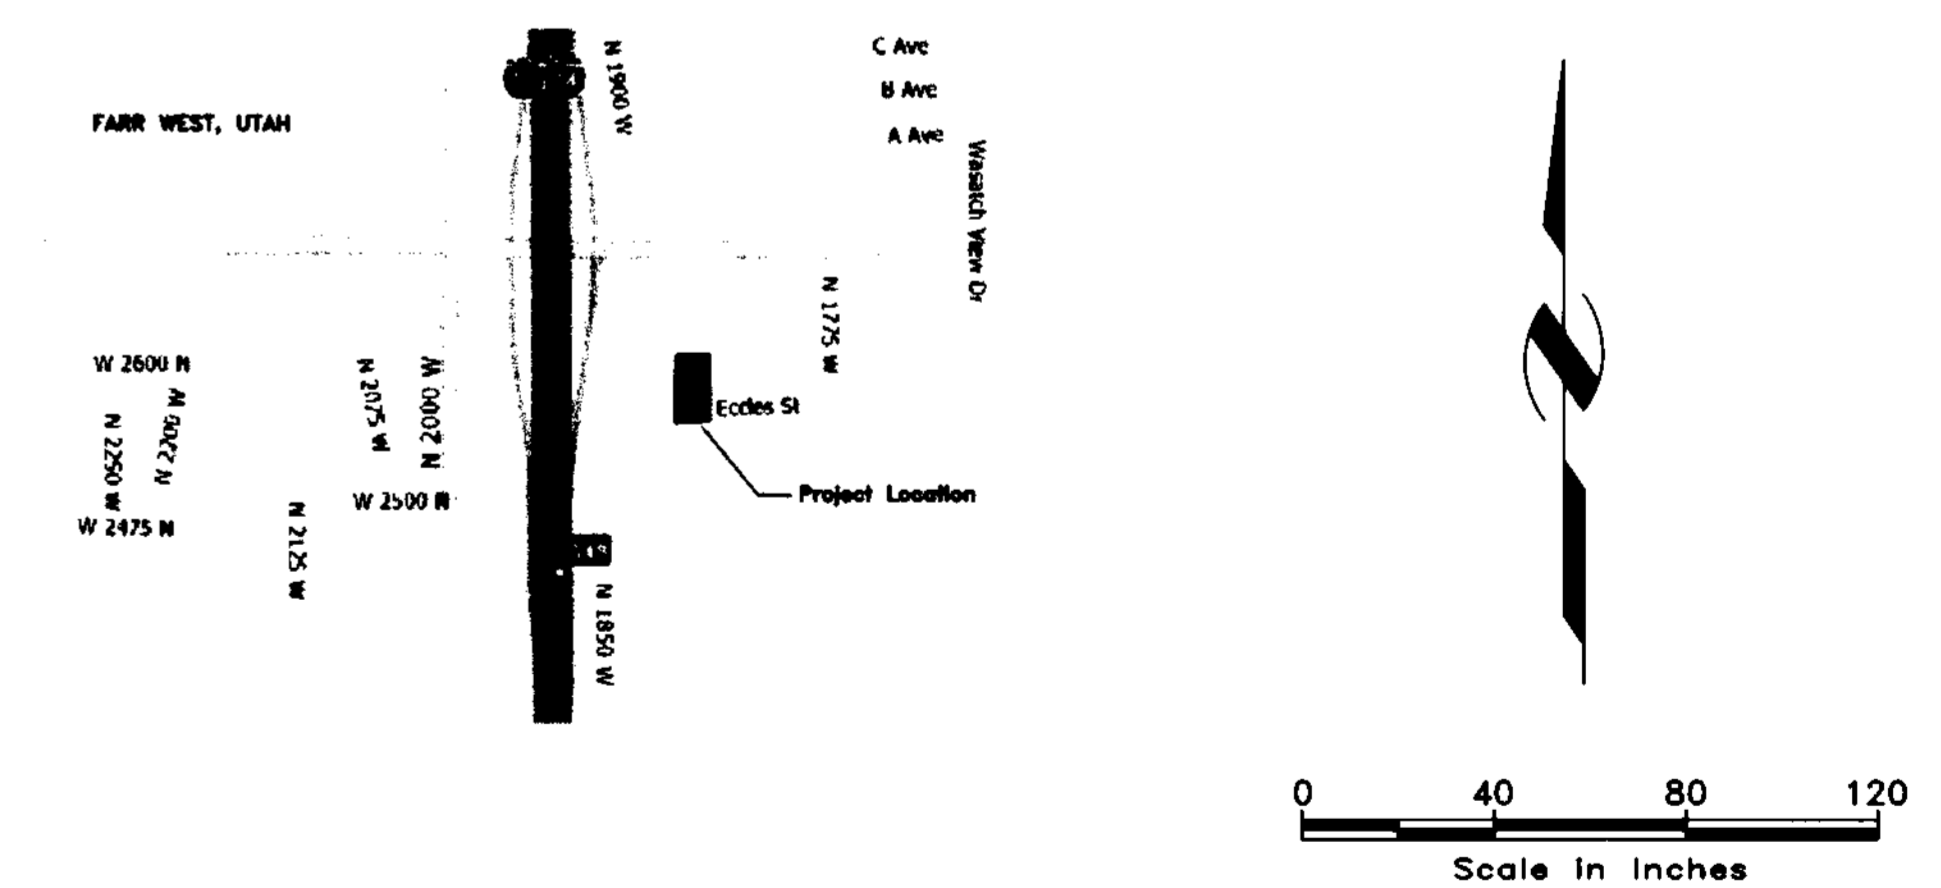 C Ave
N 1900 W
B Ave
FARR WEST, UTAH
A Ave
Wasatch View Dr
N 1775 W
W 2600 N
N 2075 W
N 2000 W
N 2200 W
Eccles St
N 2250 W
Project Location
W 2500 N
W 2475 N
N 2125 W
N 1850 W
0 40 80 120
Scale in Inches